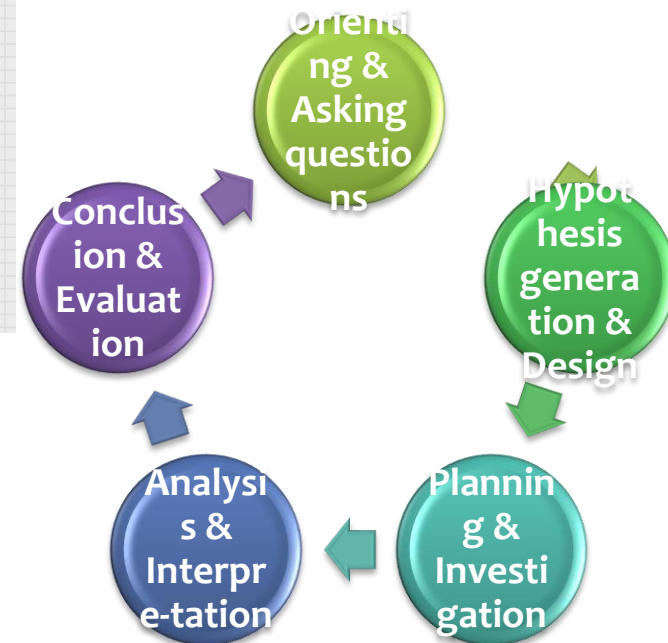 Orienti
ng &
Asking
questio
ns
Hypot
hesis
genera
tion &
Design
Plannin
g &
Investi
gation
Analysi
s &
Interpr
e-tation
Conclus
ion &
Evaluat
ion